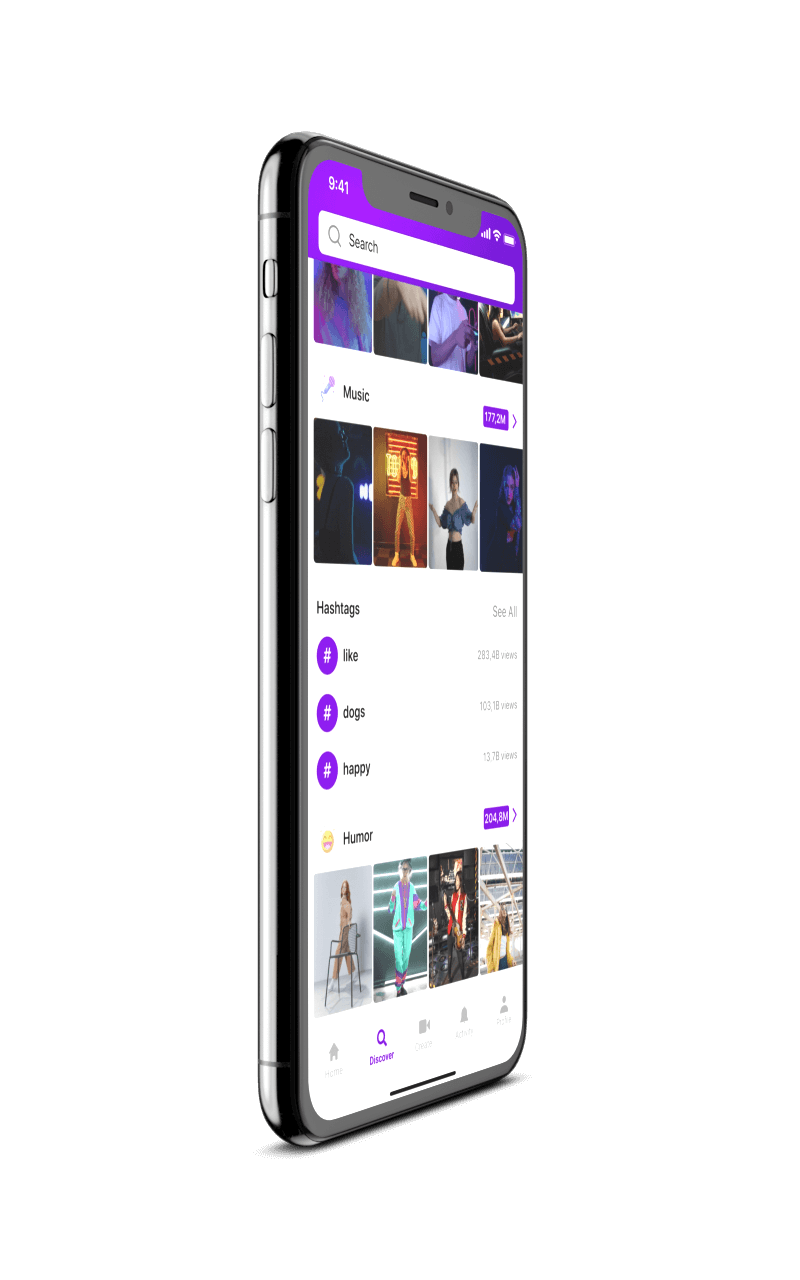 9:41
Search
Music
177,2M
Hashtags
See All
# like
283,4B views
# dogs
103,1B views
# happy
13.7B views
Humor
204,8M
Home
Discover
Create
Activity
Profile